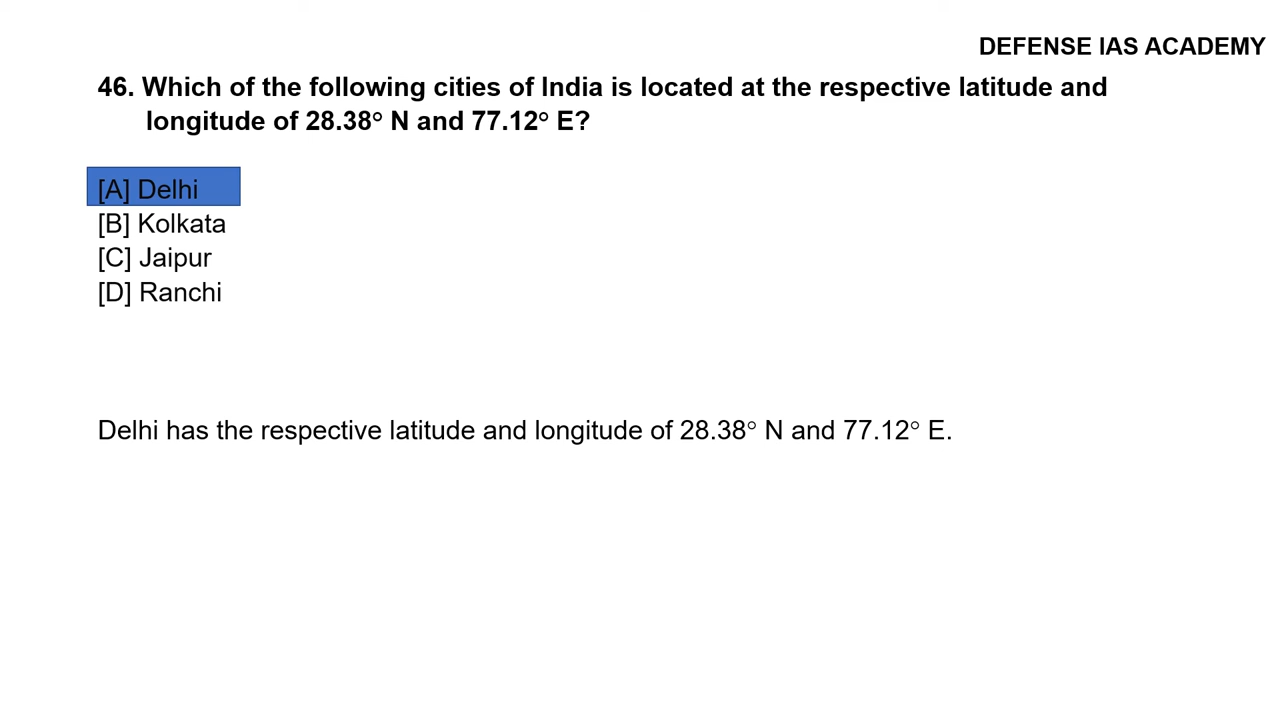 DEFENSE IAS ACADEMY
46. Which of the following cities of India is located at the respective latitude and
longitude of 28.38° N and 77.12° E?
[A] Delhi
[B] Kolkata
[C] Jaipur
[D] Ranchi
Delhi has the respective latitude and longitude of 28.38° N and 77.12° E.